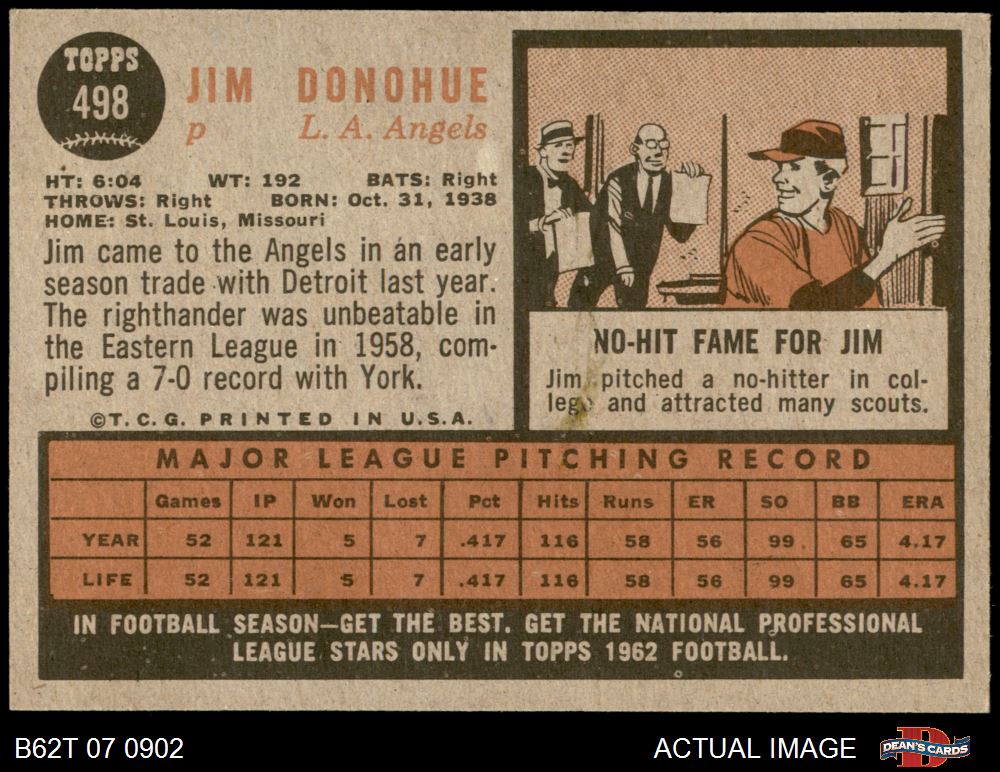 TOPPS
498
JIM DONOHUE
P L. A. Angels
HT: 6:04 WT: 192 BATS: Right
THROWS: Right BORN: Oct. 31, 1938
HOME: St. Louis, Missouri
Jim came to the Angels in an early
season trade with Detroit last year.
The righthander was unbeatable in
the Eastern League in 1958, com-
piling a 7-0 record with York.
©T. C. G. PRINTED IN U.S.A.
NO-HIT FAME FOR JIM
Jim pitched a no-hitter in col-
lege and attracted many scouts.
MAJOR LEAGUE PITCHING RECORD
Games IP Won Lost Pct Hits Runs ER SO BB ERA
YEAR 52 121 5 7 .417 116 58 56 99 65 4.17
LIFE 52 121 5 7 .417 116 58 56 99 65 4.17
IN FOOTBALL SEASON—GET THE BEST. GET THE NATIONAL PROFESSIONAL
LEAGUE STARS ONLY IN TOPPS 1962 FOOTBALL.
B62T 07 0902 ACTUAL IMAGE D DEAN'S CARDS